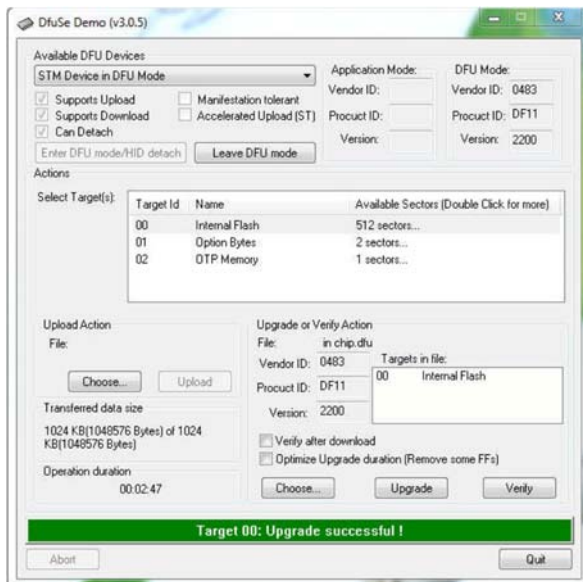 DfuSe Demo (v3.0.5)
Available DFU Devices
STM Device in DFU Mode
Supports Upload
Manifestation tolerant
Supports Download
Accelerated Upload (ST)
Can Detach
Enter DFU mode/HID detach
Leave DFU mode
Application Mode:
Vendor ID:
Procuct ID:
Version:
DFU Mode:
Vendor ID: 0483
Procuct ID: DF11
Version: 2200
Actions
Select Target(s):
Target Id Name Available Sectors (Double Click for more)
00 Internal Flash 512 sectors...
01 Option Bytes 2 sectors...
02 OTP Memory 1 sectors...
Upload Action
File:
Choose... Upload
Transferred data size
1024 KB(1048576 Bytes) of 1024
KB(1048576 Bytes)
Operation duration
00:02:47
Upgrade or Verify Action
File: in chip.dfu
Vendor ID: 0483
Procuct ID: DF11
Version: 2200
Targets in file:
00 Internal Flash
Verify after download
Optimize Upgrade duration (Remove some FFs)
Choose... Upgrade Verify
Target 00: Upgrade successful !
Abort Quit